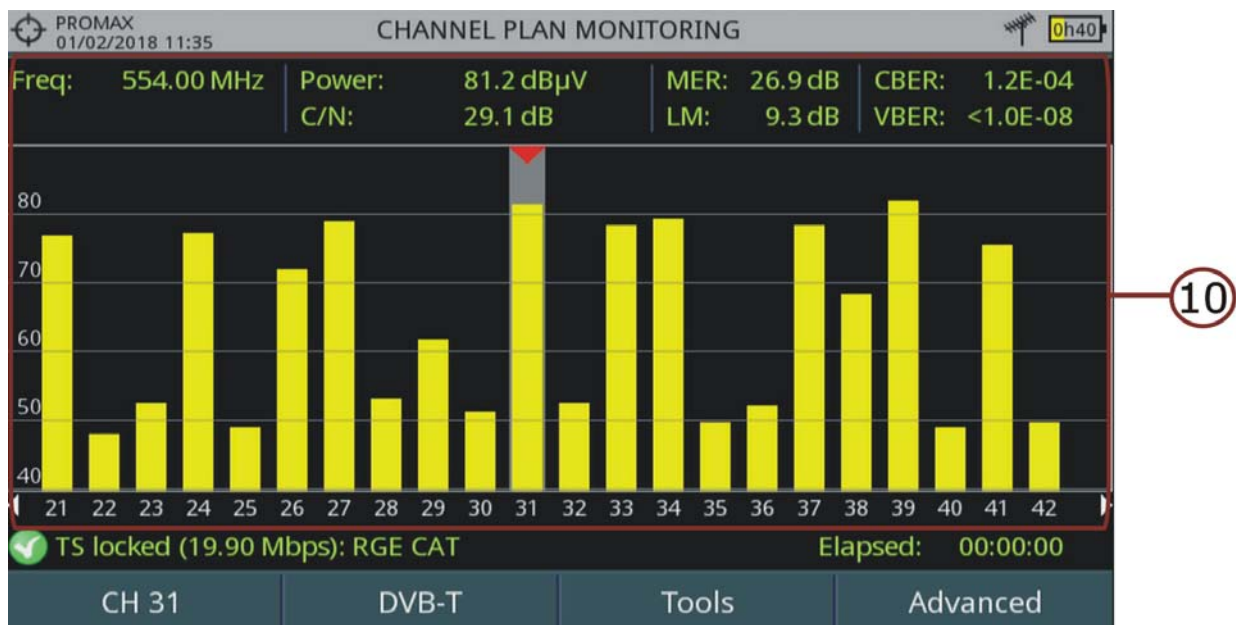 PROMAX
01/02/2018 11:35
CHANNEL PLAN MONITORING
0h40
Freq: 554.00 MHz Power: 81.2 dBµV MER: 26.9 dB CBER: 1.2E-04
C/N: 29.1 dB LM: 9.3 dB VBER: <1.0E-08
80
70
60
50
40
21 22 23 24 25 26 27 28 29 30 31 32 33 34 35 36 37 38 39 40 41 42
10
TS locked (19.90 Mbps): RGE CAT Elapsed: 00:00:00
CH 31 DVB-T Tools Advanced